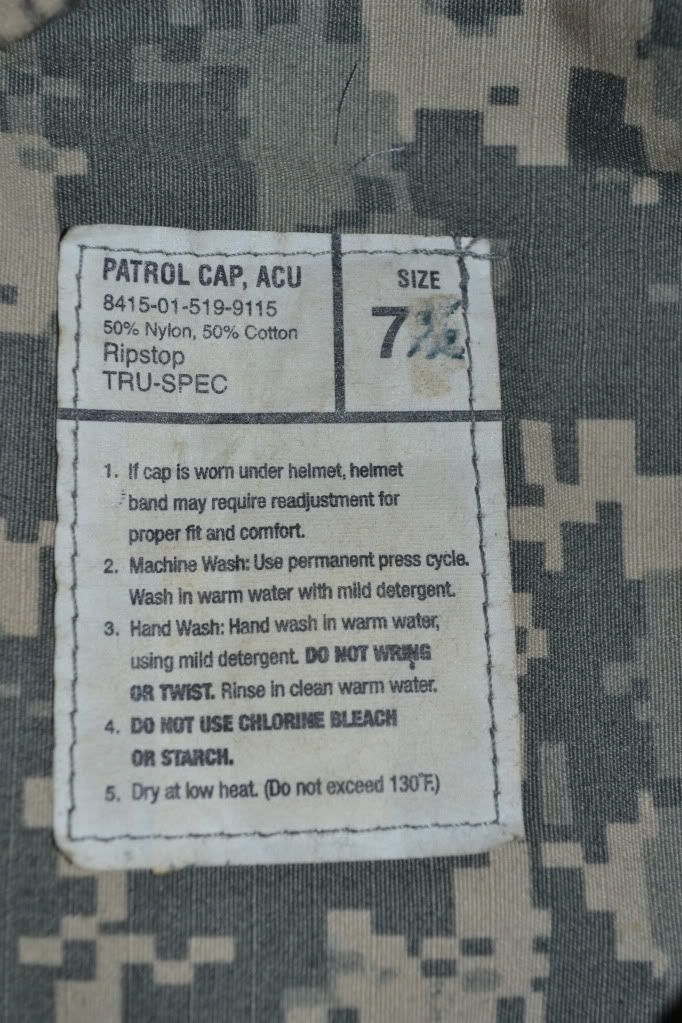 PATROL CAP, ACU
8415-01-519-9115
50% Nylon, 50% Cotton
Ripstop
TRU-SPEC
SIZE
7
1. If cap is worn under helmet, helmet
band may require readjustment for
proper fit and comfort.
2. Machine Wash: Use permanent press cycle.
Wash in warm water with mild detergent.
3. Hand Wash: Hand wash in warm water,
using mild detergent. DO NOT WRING
OR TWIST. Rinse in clean warm water.
4. DO NOT USE CHLORINE BLEACH
OR STARCH.
5. Dry at low heat. (Do not exceed 130°F.)